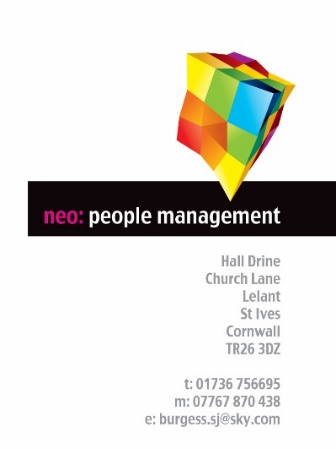 neo: people management
Hall Drine
Church Lane
Lelant
St Ives
Cornwall
TR26 3DZ
t: 01736 756695
m: 07767 870 438
e: burgess.sj@sky.com